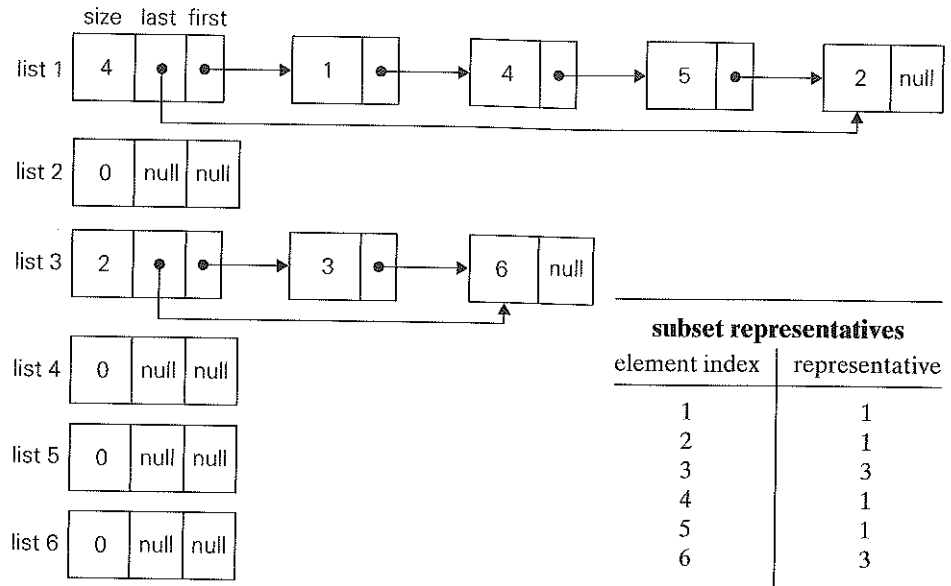 size last first
list 1 4 1 4 5 2 null
list 2 0 null null
list 3 2 3 6 null
list 4 0 null null
list 5 0 null null
list 6 0 null null
subset representatives
element index representative
1 1
2 1
3 3
4 1
5 1
6 3